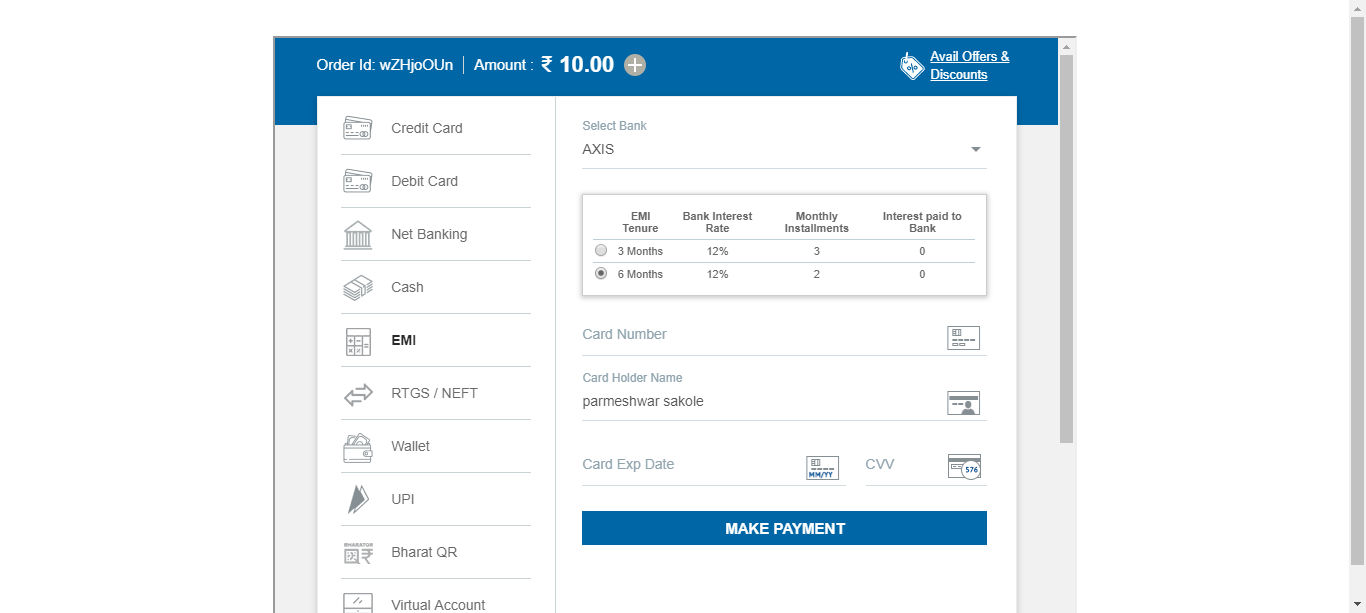 Order Id: wZHjoOUn Amount : ₹ 10.00
Avail Offers &
Discounts
Credit Card
Debit Card
Net Banking
Cash
EMI
RTGS / NEFT
Wallet
UPI
BHARATQR
Bharat QR
Virtual Account
Select Bank
AXIS
EMI Tenure Bank Interest Rate Monthly Installments Interest paid to Bank
3 Months 12% 3 0
6 Months 12% 2 0
Card Number
Card Holder Name
parmeshwar sakole
Card Exp Date MM/YY CVV 576
MAKE PAYMENT